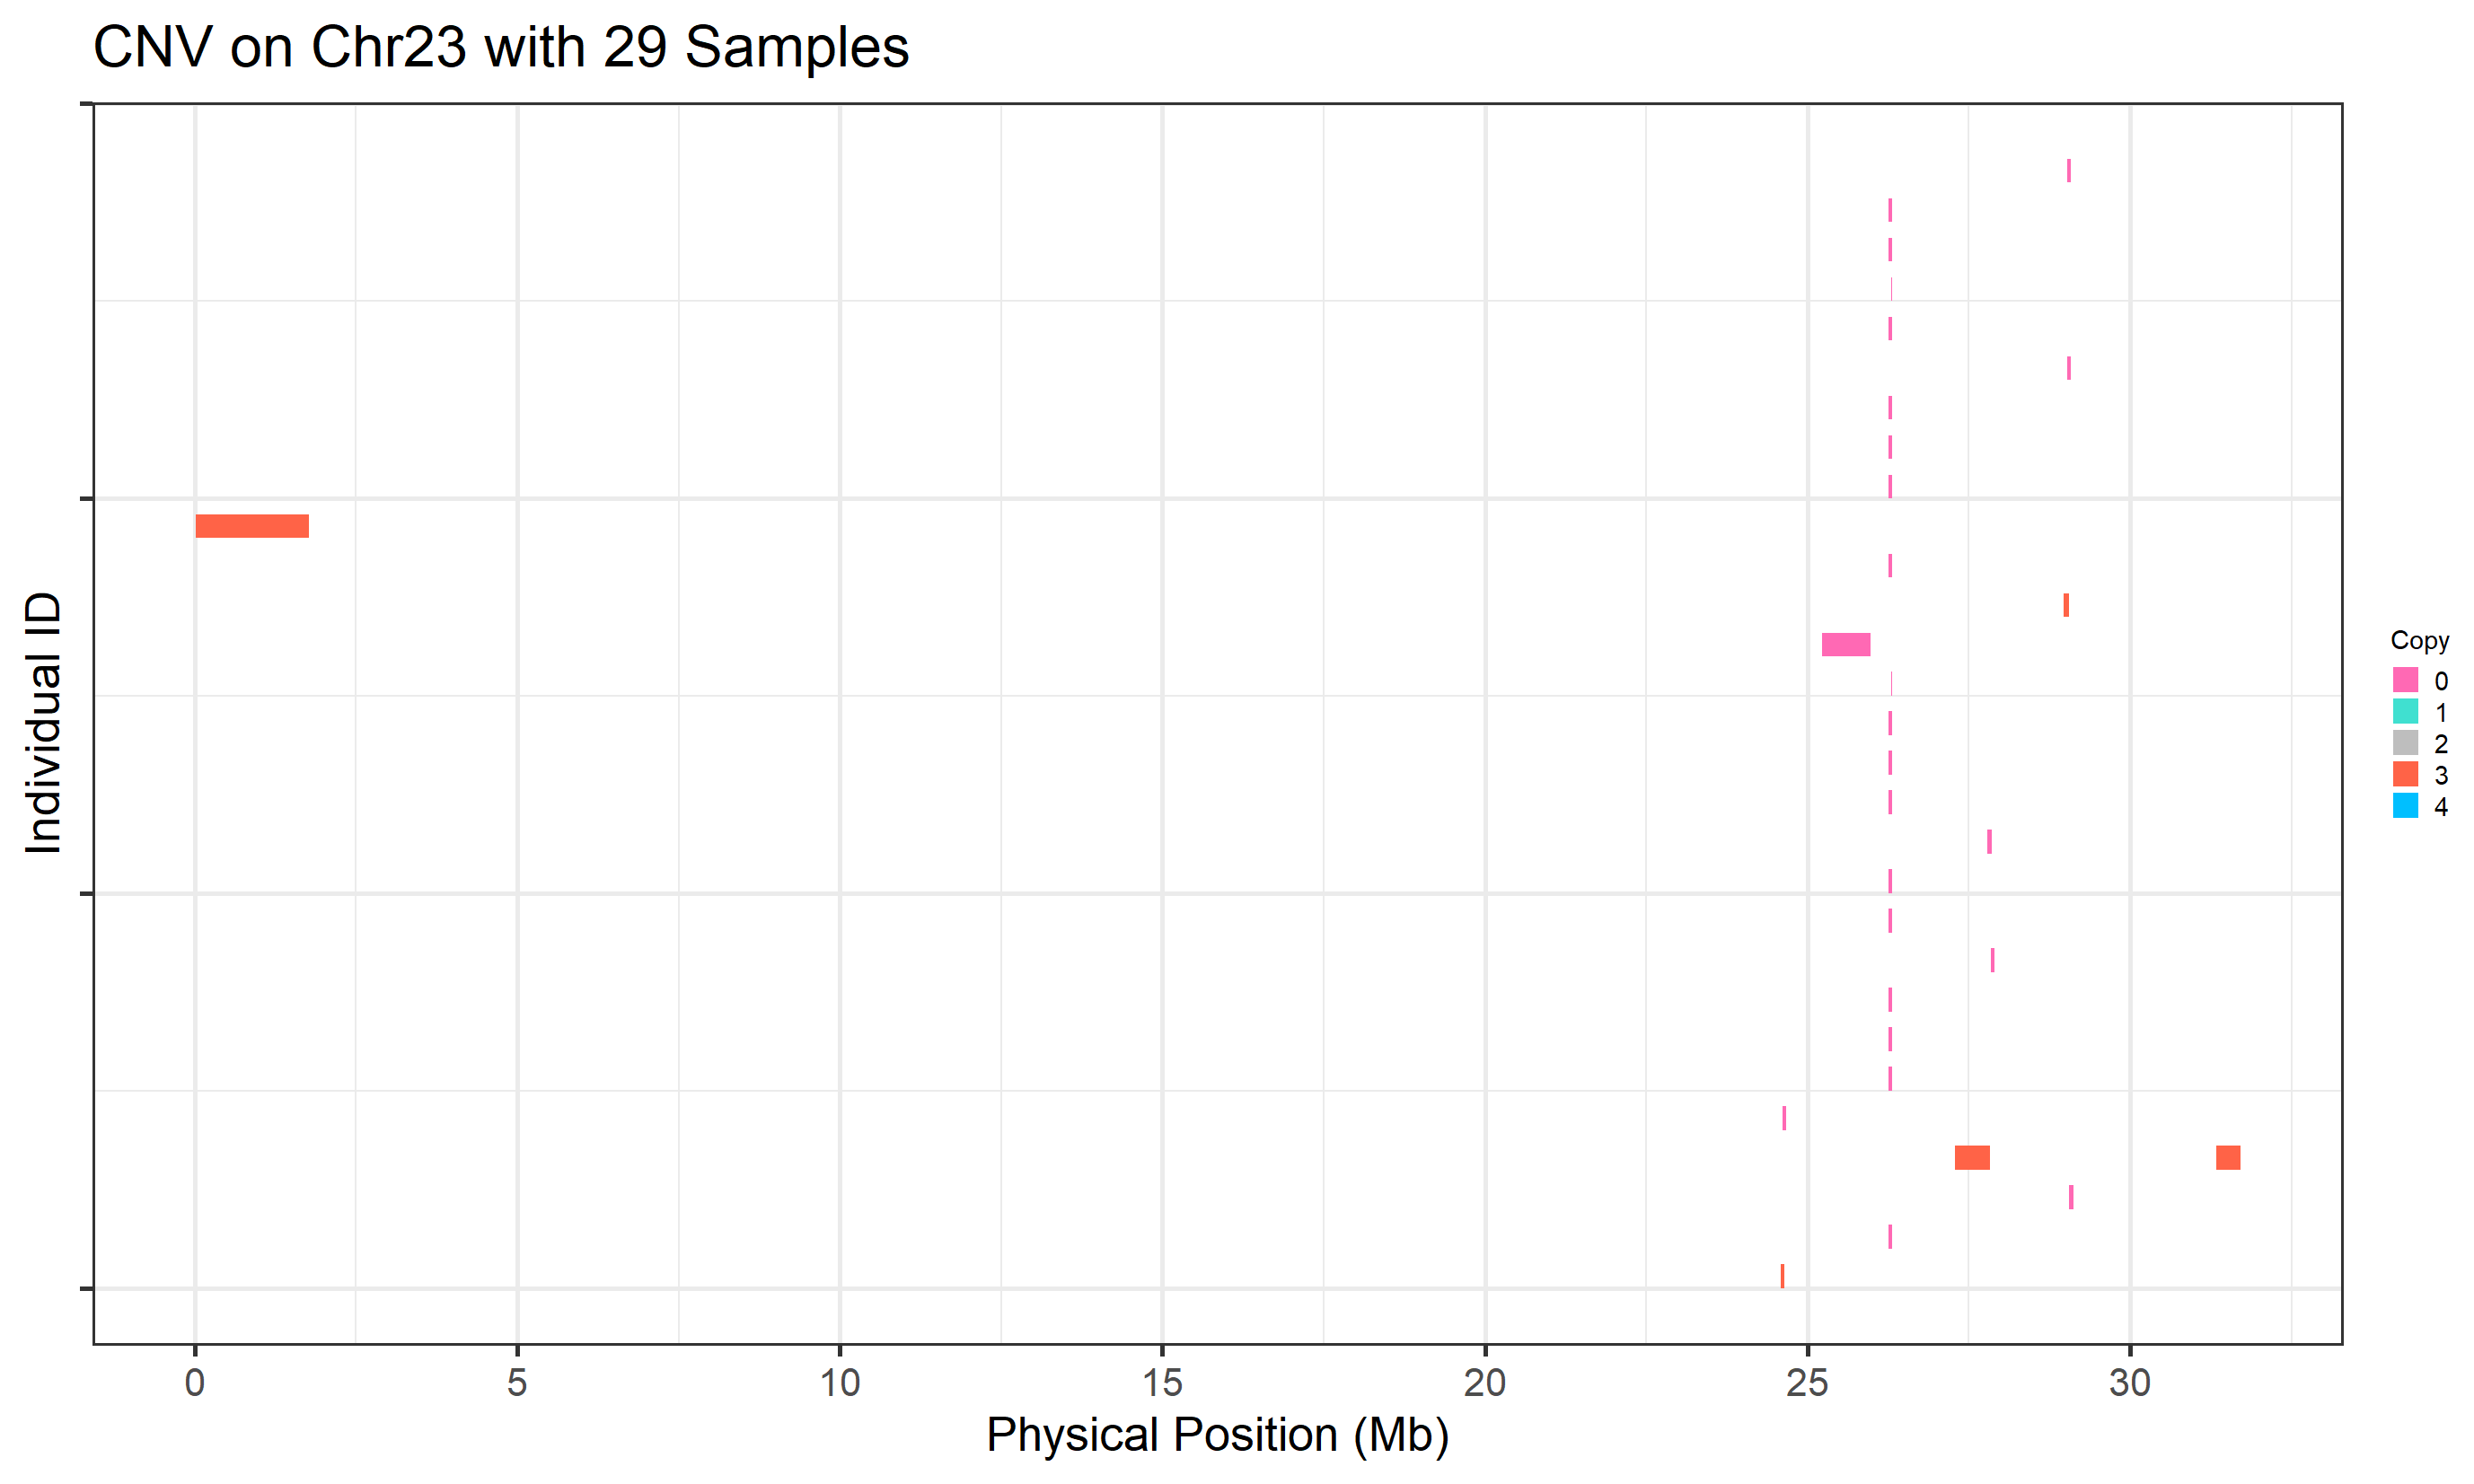 CNV on Chr23 with 29 Samples
Individual ID
Copy
0
1
2
3
4
0 5 10 15 20 25 30
Physical Position (Mb)